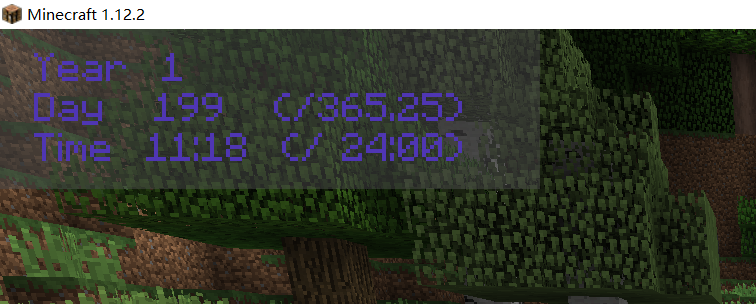 Minecraft 1.12.2
Year 1
Day 199 (/365.25)
Time 11:18 (/ 24:00)